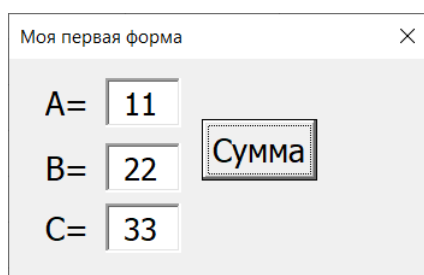 Моя первая форма
A= 11
B= 22
C= 33
Сумма